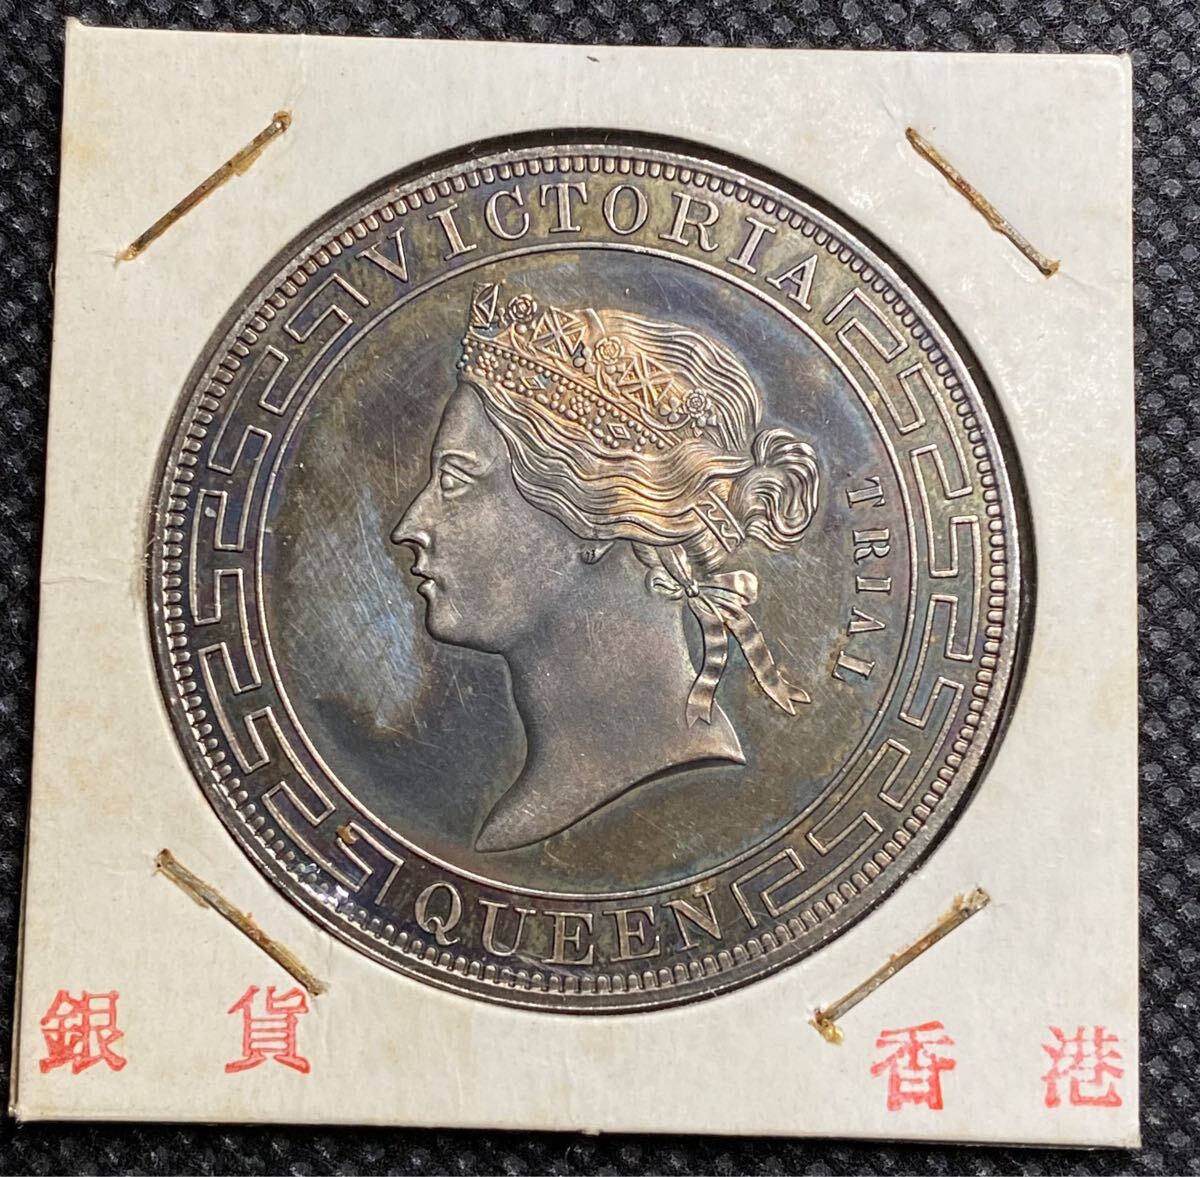 VICTORIA
TRIAL
QUEEN
銀貨
香港